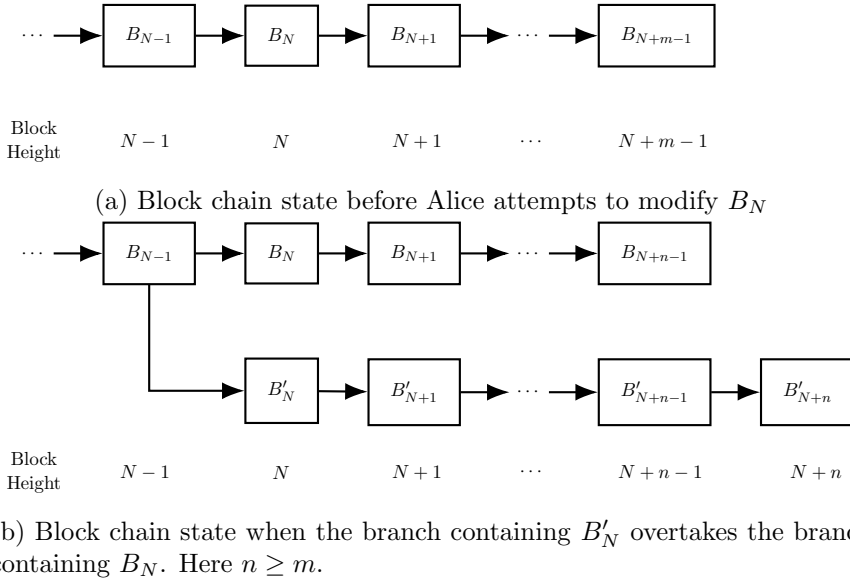 ⋯ B_{N−1} B_N B_{N+1} ⋯ B_{N+m−1}
Block
Height N − 1 N N + 1 ⋯ N + m − 1
(a) Block chain state before Alice attempts to modify B_N
⋯ B_{N−1} B_N B_{N+1} ⋯ B_{N+n−1}
B′_N B′_{N+1} ⋯ B′_{N+n−1} B′_{N+n}
Block
Height N − 1 N N + 1 ⋯ N + n − 1 N + n
b) Block chain state when the branch containing B′_N overtakes the branc
containing B_N. Here n ≥ m.